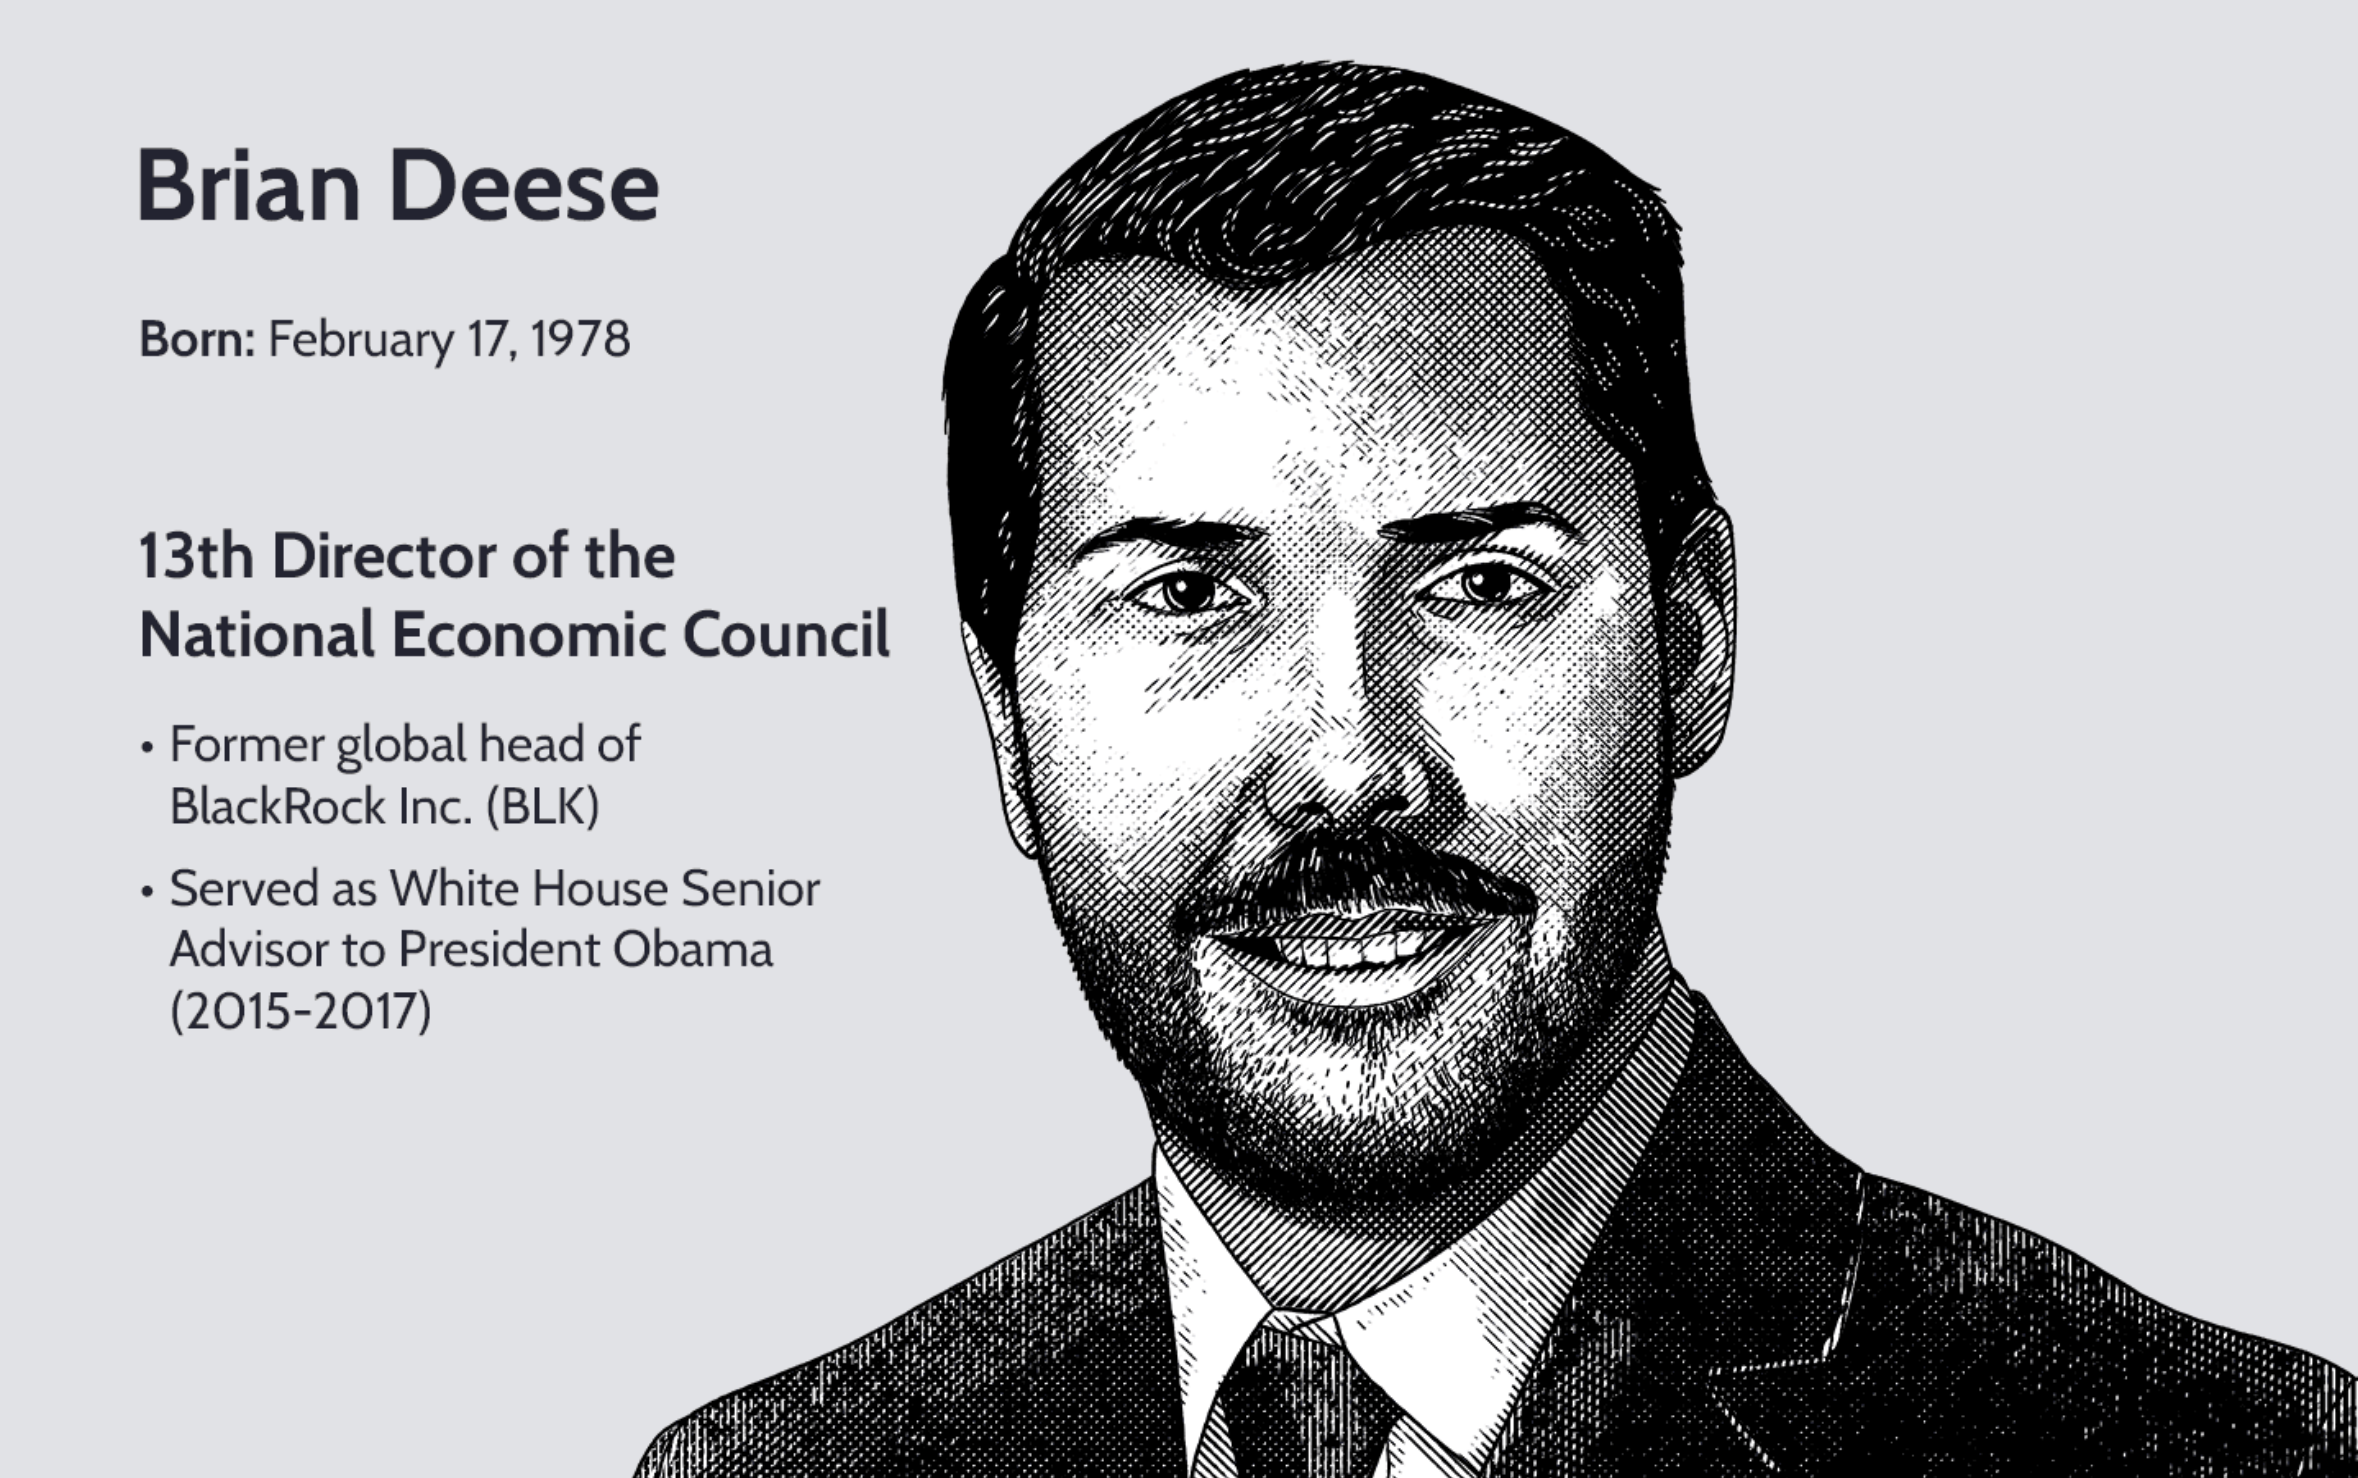 Brian Deese
Born: February 17, 1978
13th Director of the
National Economic Council
• Former global head of
BlackRock Inc. (BLK)
• Served as White House Senior
Advisor to President Obama
(2015-2017)